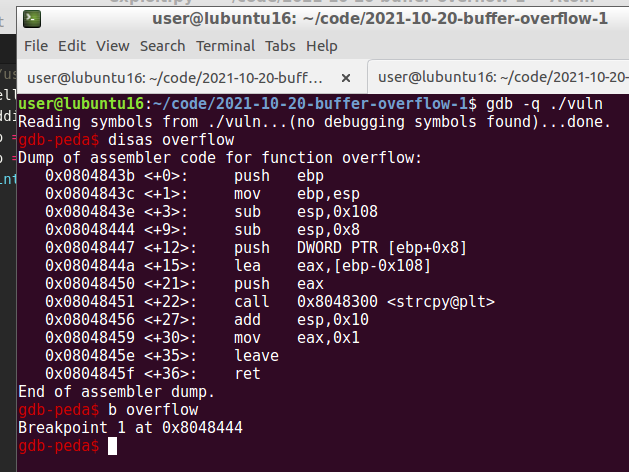 user@lubuntu16: ~/code/2021-10-20-buffer-overflow-1
File Edit View Search Terminal Tabs Help
user@lubuntu16: ~/code/2021-10-20-buff... × user@lubuntu16: ~/code/2021-10-20-
user@lubuntu16:~/code/2021-10-20-buffer-overflow-1$ gdb -q ./vuln
Reading symbols from ./vuln...(no debugging symbols found)...done.
gdb-peda$ disas overflow
Dump of assembler code for function overflow:
0x0804843b <+0>: push ebp
0x0804843c <+1>: mov ebp,esp
0x0804843e <+3>: sub esp,0x108
0x08048444 <+9>: sub esp,0x8
0x08048447 <+12>: push DWORD PTR [ebp+0x8]
0x0804844a <+15>: lea eax,[ebp-0x108]
0x08048450 <+21>: push eax
0x08048451 <+22>: call 0x8048300 <strcpy@plt>
0x08048456 <+27>: add esp,0x10
0x08048459 <+30>: mov eax,0x1
0x0804845e <+35>: leave
0x0804845f <+36>: ret
End of assembler dump.
gdb-peda$ b overflow
Breakpoint 1 at 0x8048444
gdb-peda$